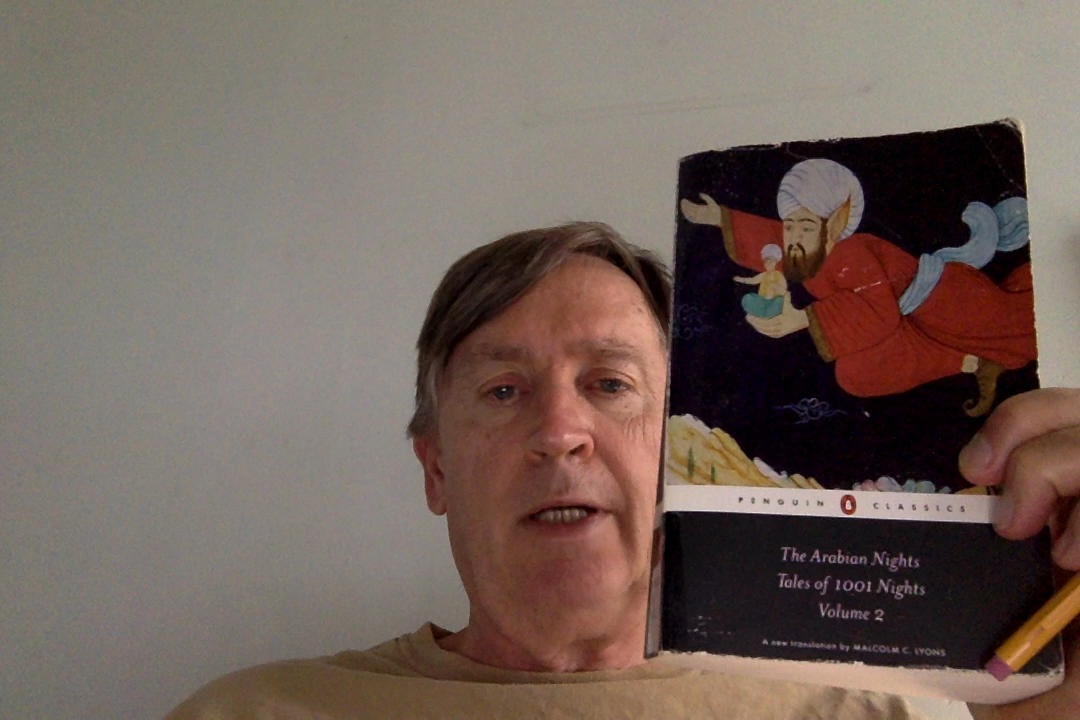 PENGUIN CLASSICS
The Arabian Nights
Tales of 1001 Nights
Volume 2
A new translation by MALCOLM C. LYONS